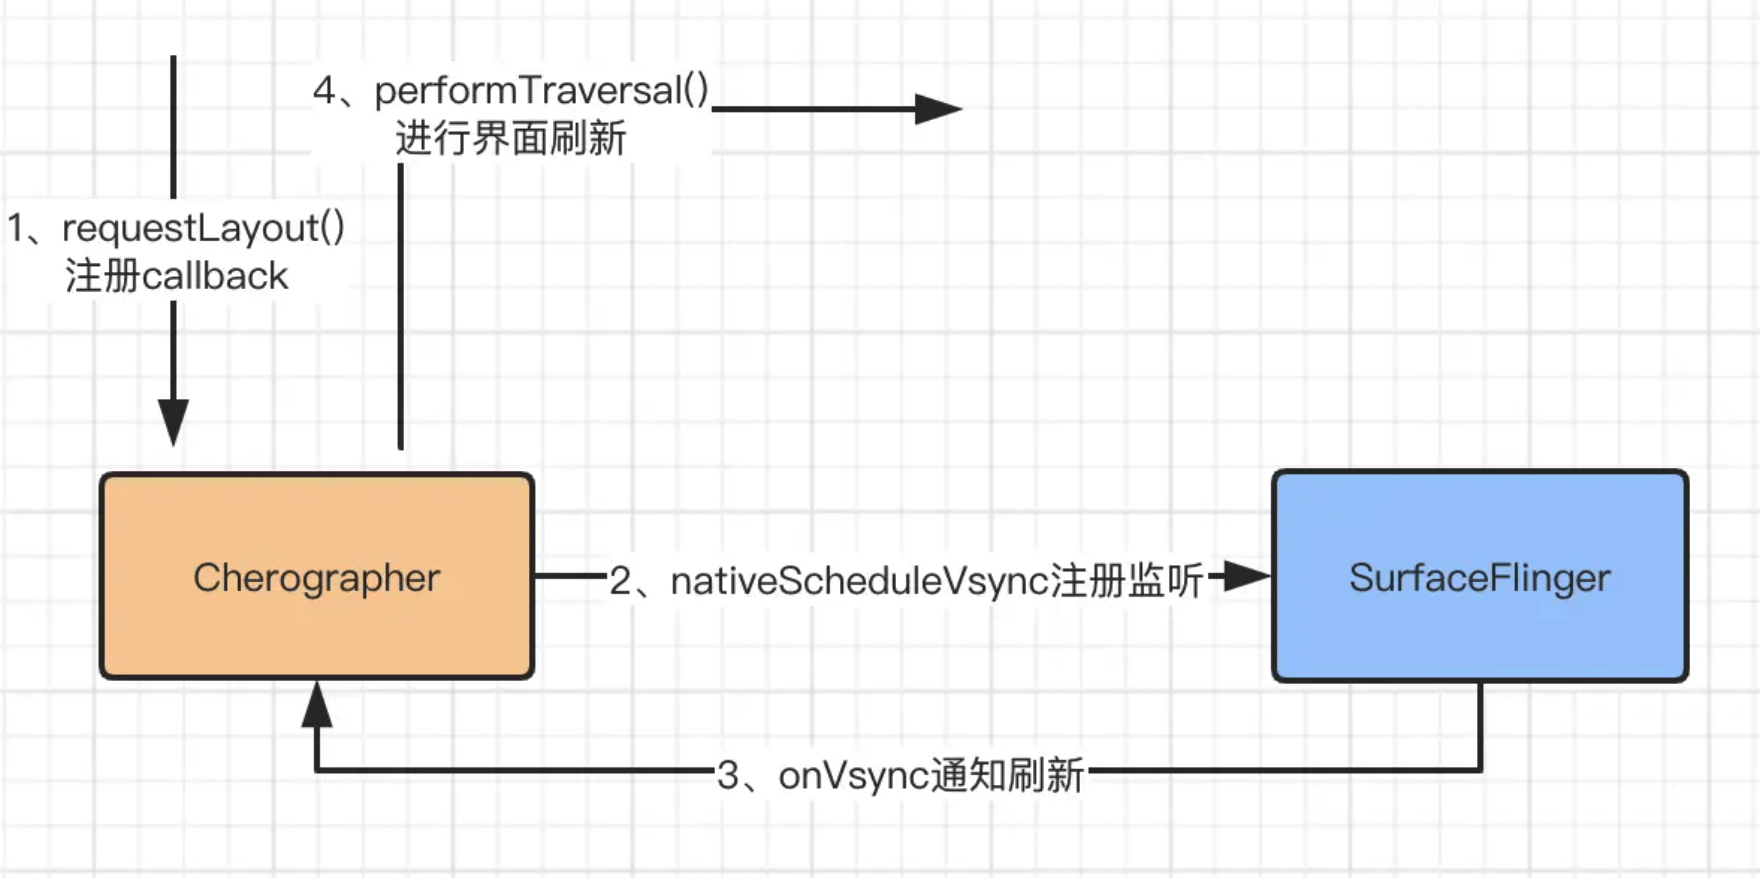 4、performTraversal()
进行界面刷新
1、requestLayout()
注册callback
Cherographer
2、nativeScheduleVsync注册监听
SurfaceFlinger
3、onVsync通知刷新